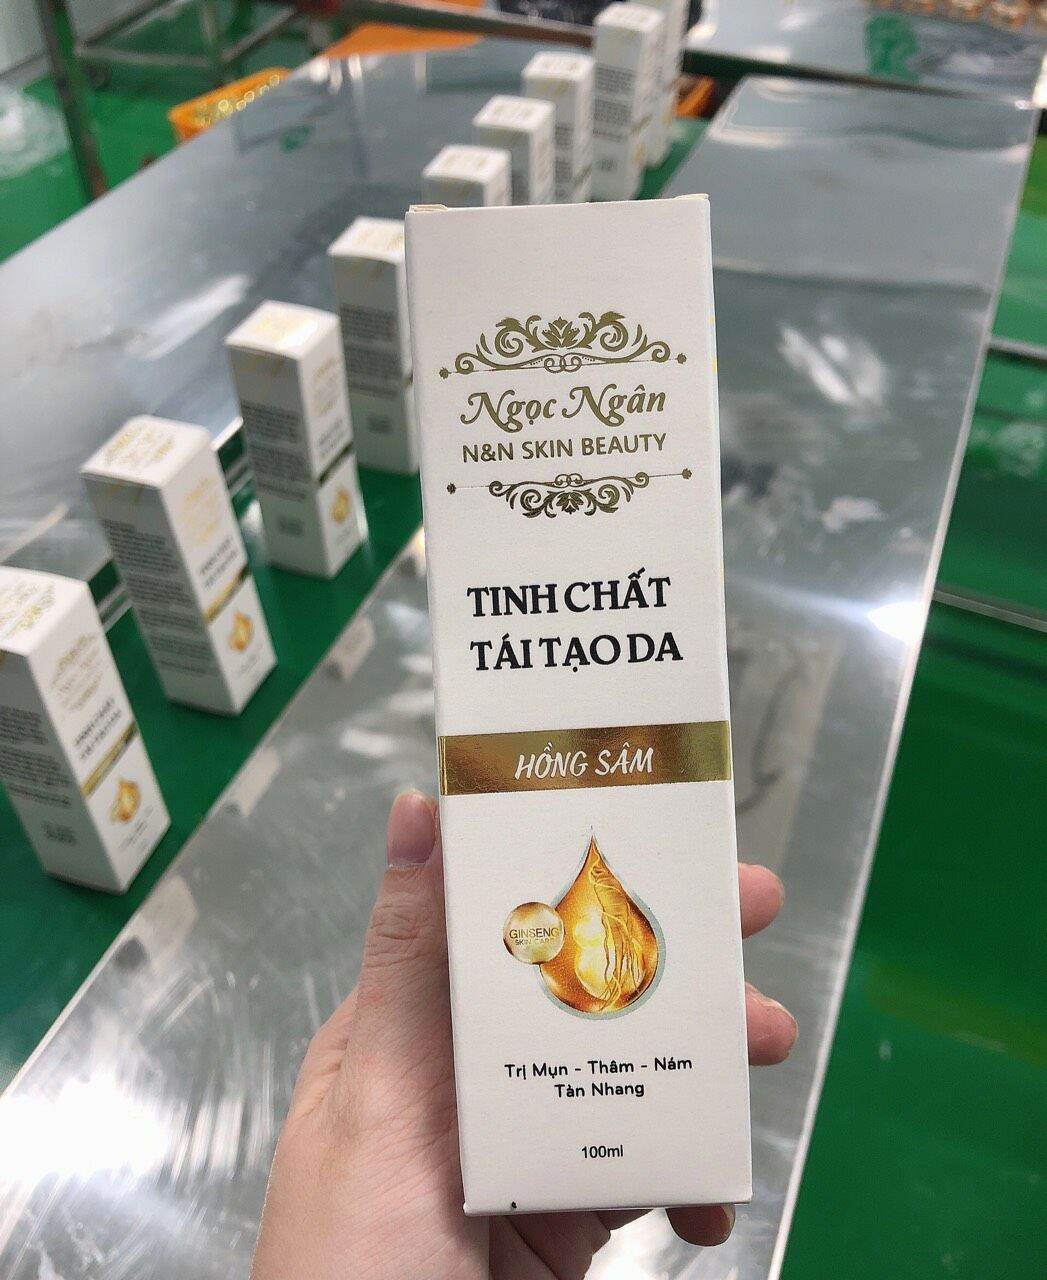 Ngọc Ngân
N&N SKIN BEAUTY
TINH CHẤT
TÁI TẠO DA
HỒNG SÂM
GINSENG
SKIN CARE
Trị Mụn - Thâm - Nám
Tàn Nhang
100ml